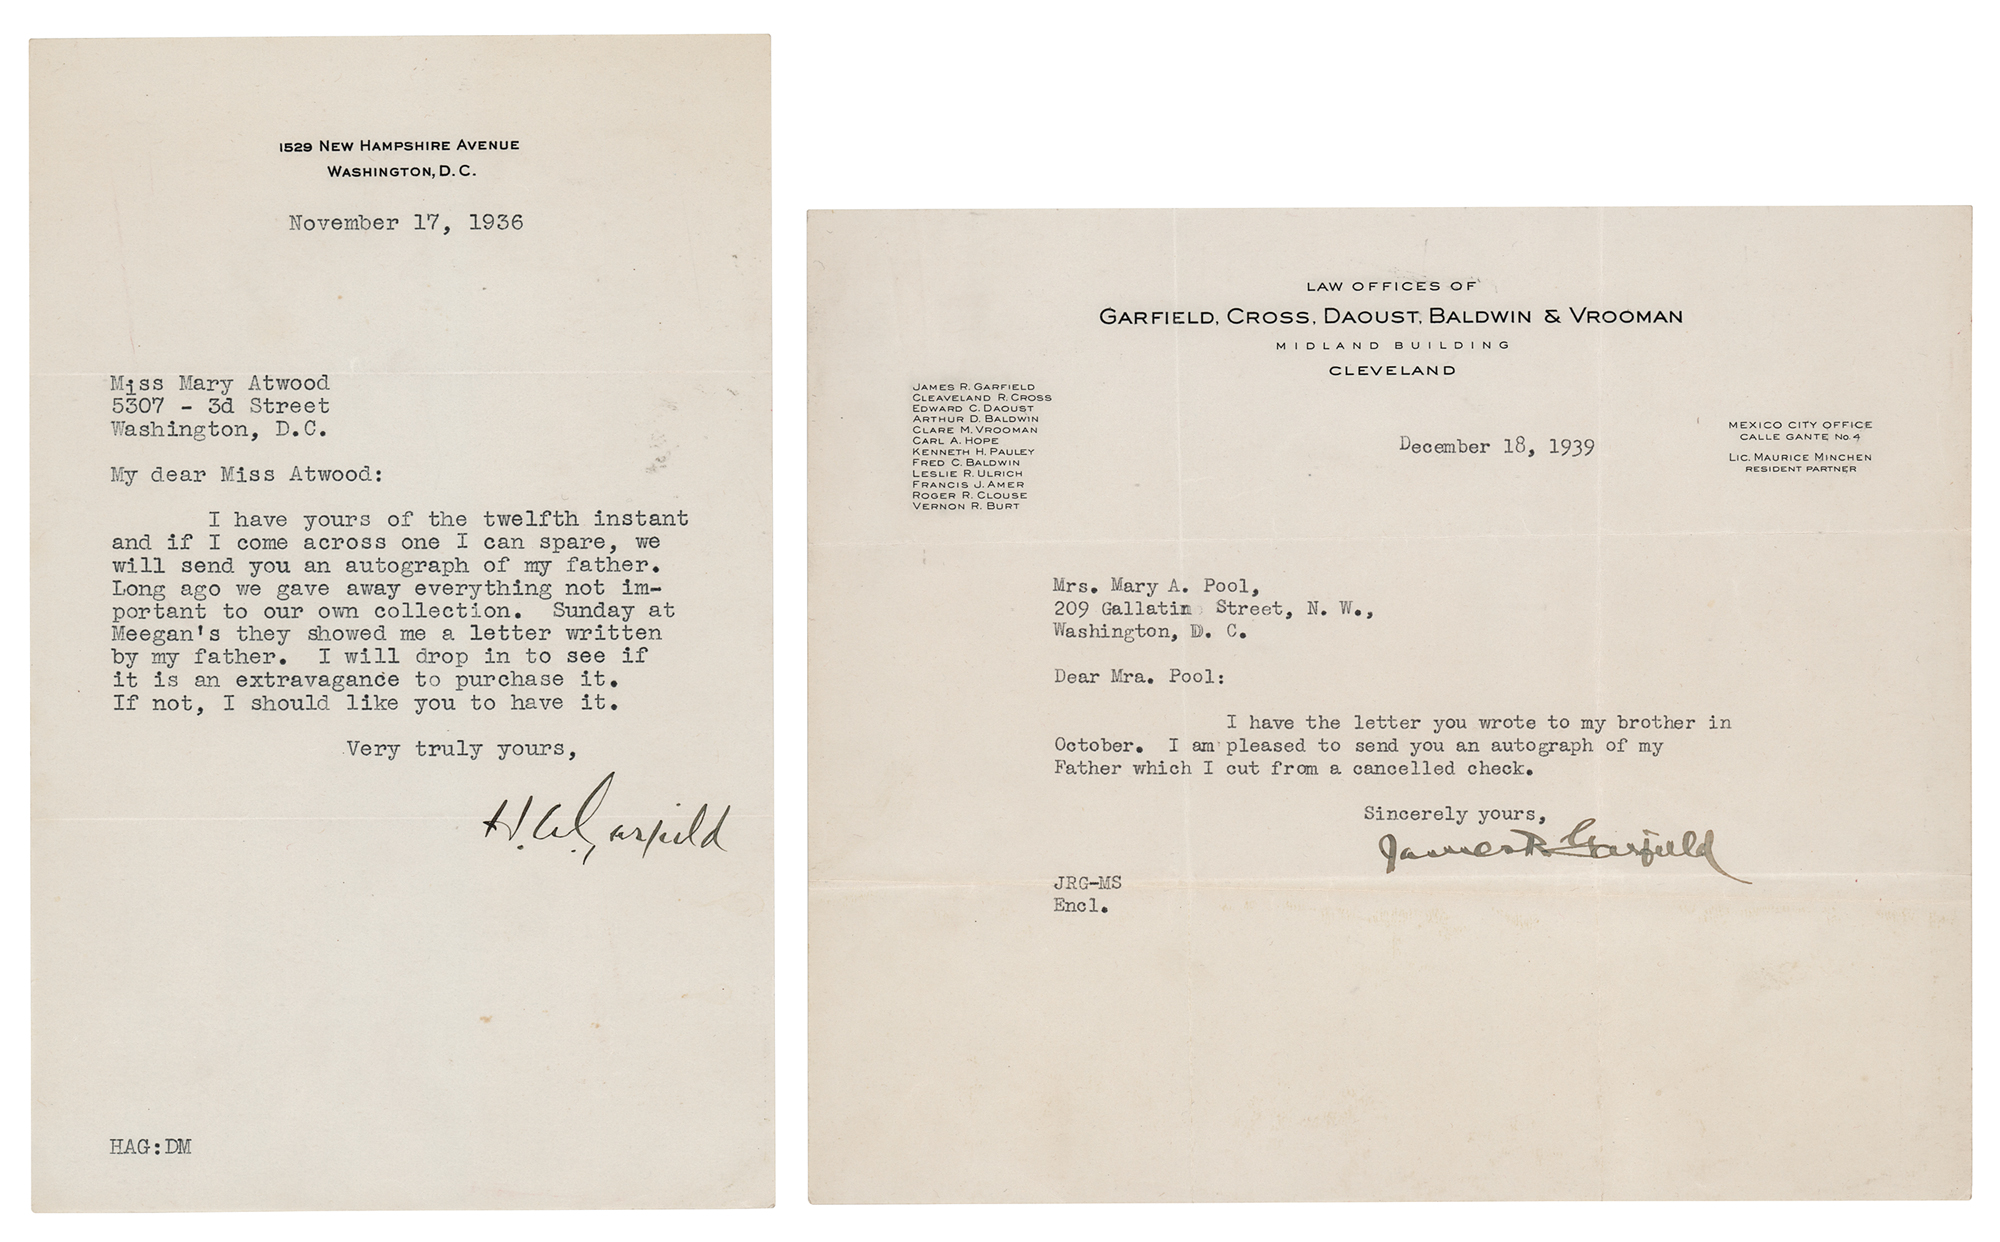 1529 NEW HAMPSHIRE AVENUE
WASHINGTON, D. C.
November 17, 1936
Miss Mary Atwood
5307 - 3d Street
Washington, D.C.
My dear Miss Atwood:
I have yours of the twelfth instant
and if I come across one I can spare, we
will send you an autograph of my father.
Long ago we gave away everything not im-
portant to our own collection. Sunday at
Meegan's they showed me a letter written
by my father. I will drop in to see if
it is an extravagance to purchase it.
If not, I should like you to have it.
Very truly yours,
H. A. Garfield
HAG:DM
LAW OFFICES OF
GARFIELD, CROSS, DAOUST, BALDWIN & VROOMAN
MIDLAND BUILDING
CLEVELAND
JAMES R. GARFIELD
CLEAVELAND R. CROSS
EDWARD C. DAOUST
ARTHUR D. BALDWIN
CLARE M. VROOMAN
CARL A. HOPE
KENNETH H. PAULEY
FRED C. BALDWIN
LESLIE R. ULRICH
FRANCIS J. AMER
ROGER R. CLOUSE
VERNON R. BURT
December 18, 1939
MEXICO CITY OFFICE
CALLE GANTE No. 4
LIC. MAURICE MINCHEN
RESIDENT PARTNER
Mrs. Mary A. Pool,
209 Gallatin Street, N. W.,
Washington, D. C.
Dear Mra. Pool:
I have the letter you wrote to my brother in
October. I am pleased to send you an autograph of my
Father which I cut from a cancelled check.
Sincerely yours,
James R. Garfield
JRG-MS
Encl.